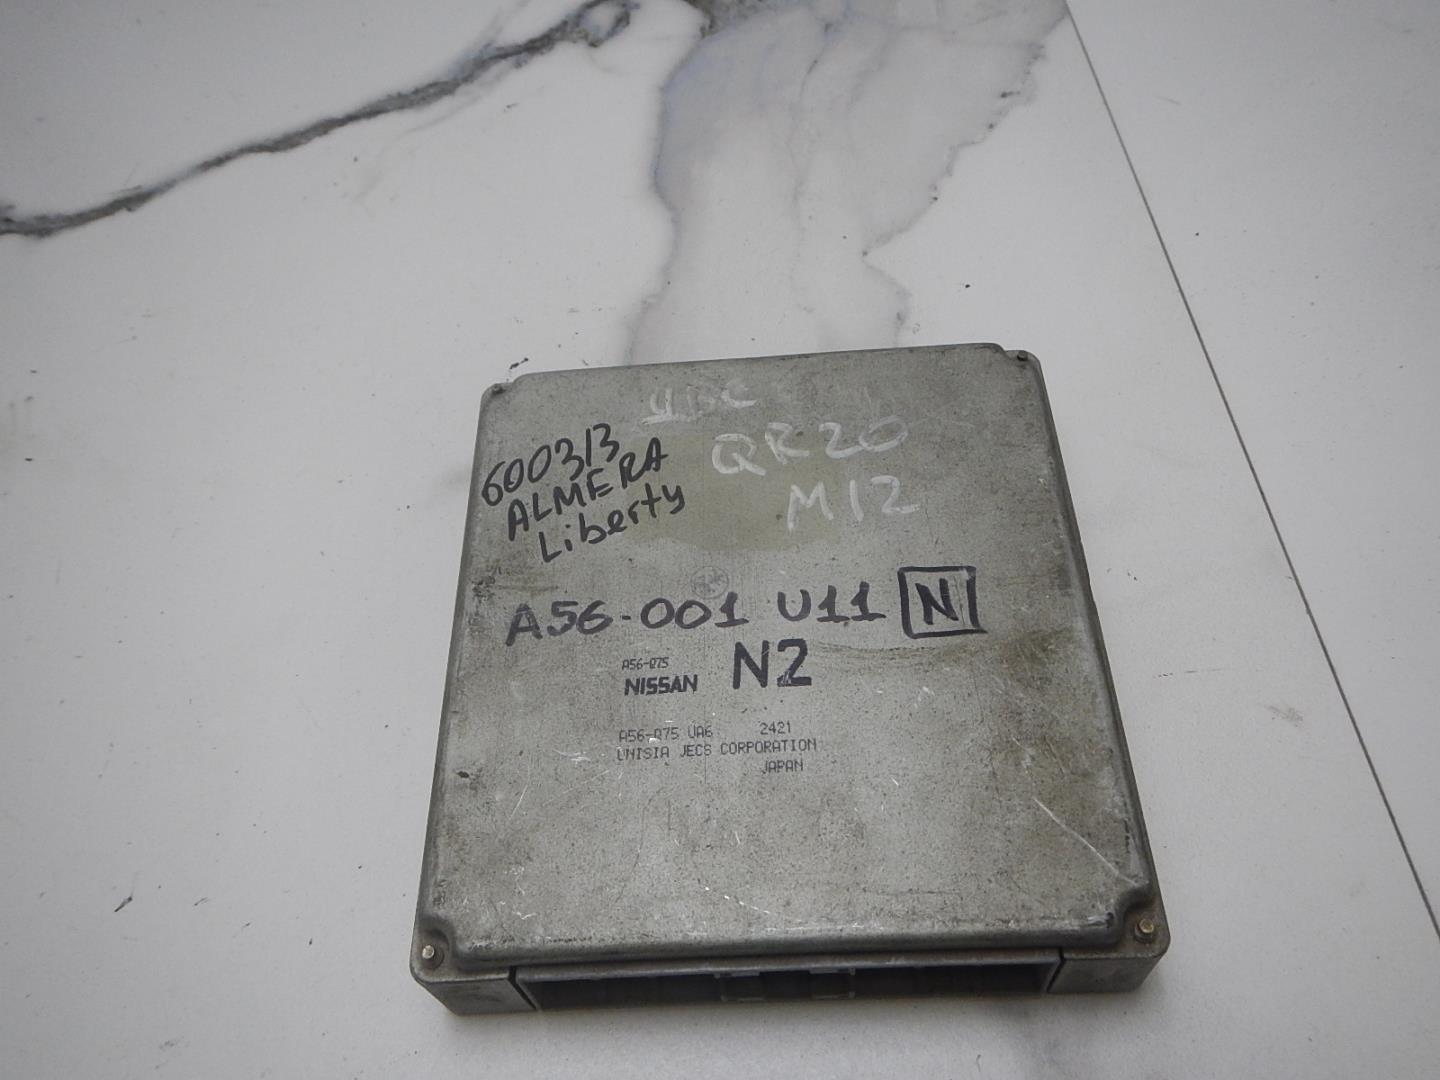 QR20
M12
600313
ALMERA
Liberty
A56-001 U11 N
N2
A56-Q75
NISSAN
A56-Q75 UA6 2421
UNISIA JECS CORPORATION
JAPAN